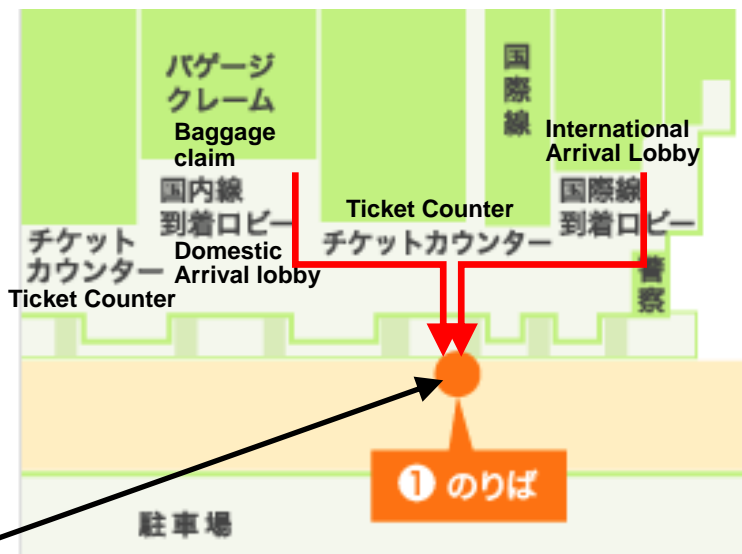 バゲージ
クレーム
Baggage
claim
国内線
到着ロビー
Domestic
Arrival lobby
チケット
カウンター
Ticket Counter
Ticket Counter
チケットカウンター
国
際
線
International
Arrival Lobby
国際線
到着ロビー
警
察
① のりば
駐車場